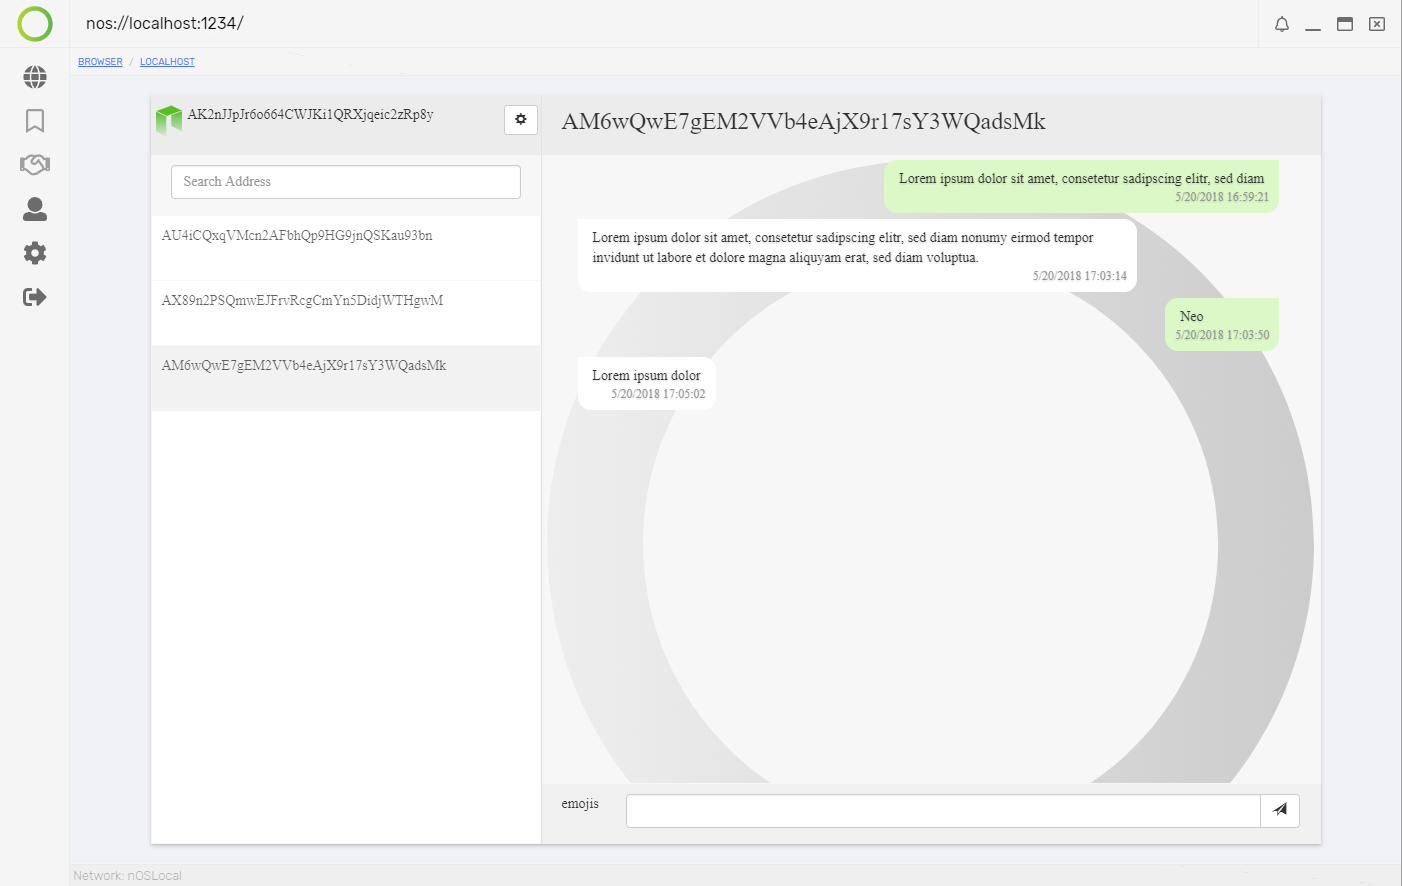 nos://localhost:1234/
BROWSER / LOCALHOST
AK2nJJpJr6o664CWJKi1QRXjqeic2zRp8y
Search Address
AU4iCQxqVMcn2AFbhQp9HG9jnQSKau93bn
AX89n2PSQmwEJFrvRcgCmYn5DidjWTHgwM
AM6wQwE7gEM2VVb4eAjX9r17sY3WQadsMk
AM6wQwE7gEM2VVb4eAjX9r17sY3WQadsMk
Lorem ipsum dolor sit amet, consetetur sadipscing elitr, sed diam
5/20/2018 16:59:21
Lorem ipsum dolor sit amet, consetetur sadipscing elitr, sed diam nonumy eirmod tempor
invidunt ut labore et dolore magna aliquyam erat, sed diam voluptua.
5/20/2018 17:03:14
Neo
5/20/2018 17:03:50
Lorem ipsum dolor
5/20/2018 17:05:02
emojis
Network: nOSLocal